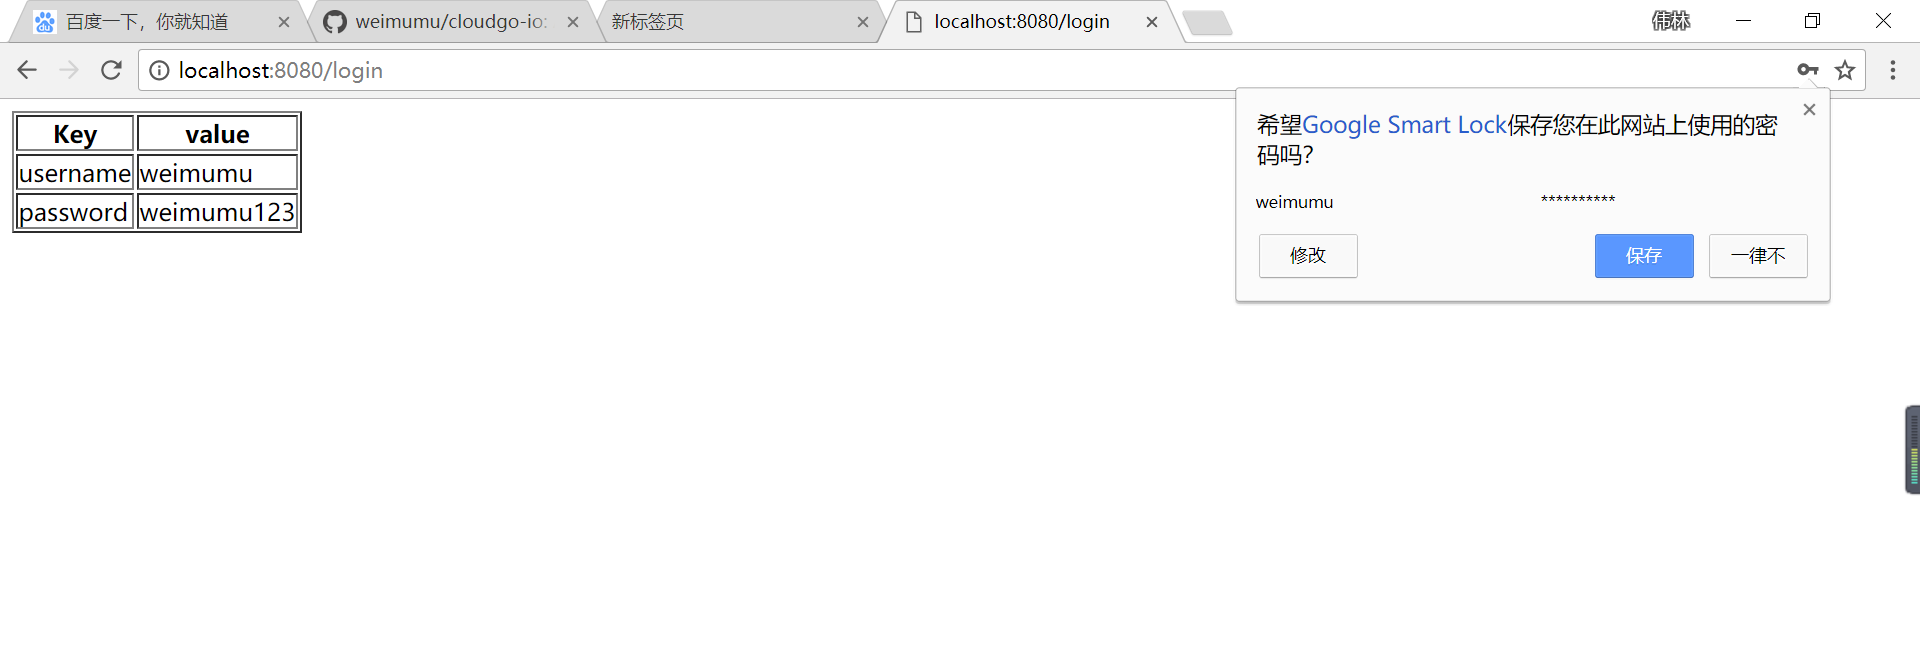 百度一下，你就知道
weimumu/cloudgo-io:
新标签页
localhost:8080/login
伟林
localhost:8080/login
Key value
username weimumu
password weimumu123
希望Google Smart Lock保存您在此网站上使用的密
码吗？
weimumu **********
修改 保存 一律不